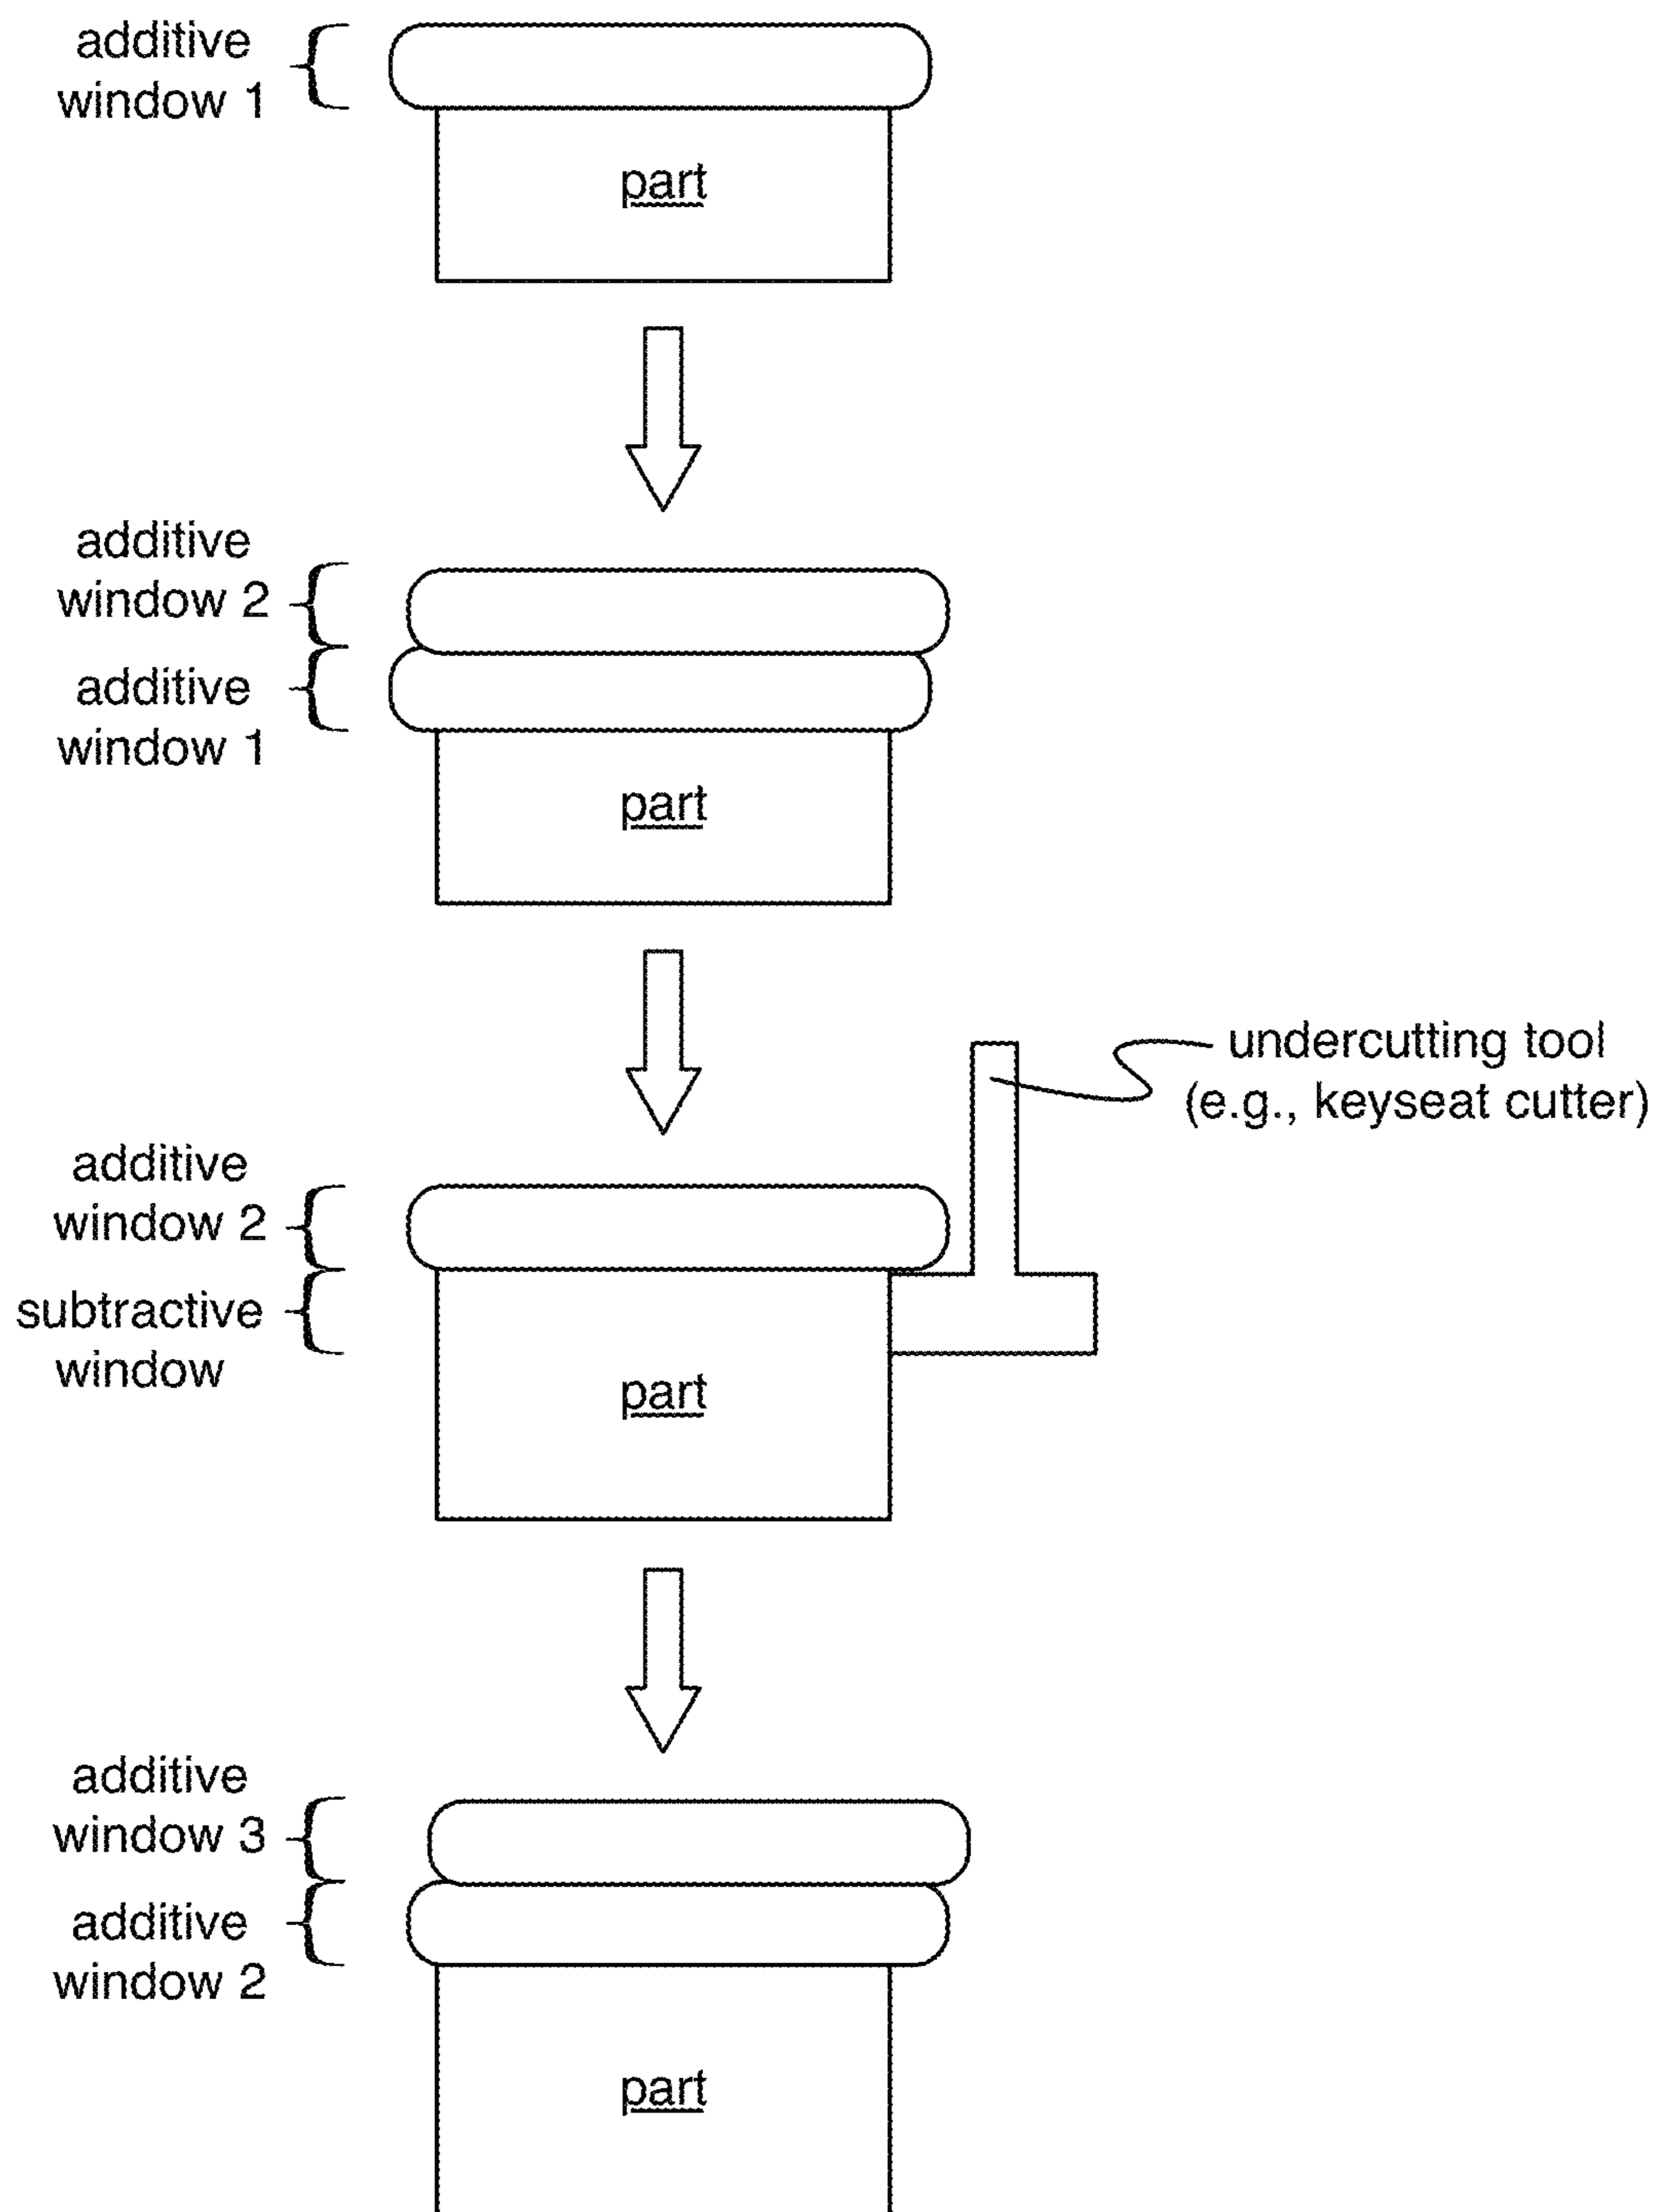 additive
window 1
part
additive
window 2
additive
window 1
part
undercutting tool
(e.g., keyseat cutter)
additive
window 2
subtractive
window
part
additive
window 3
additive
window 2
part